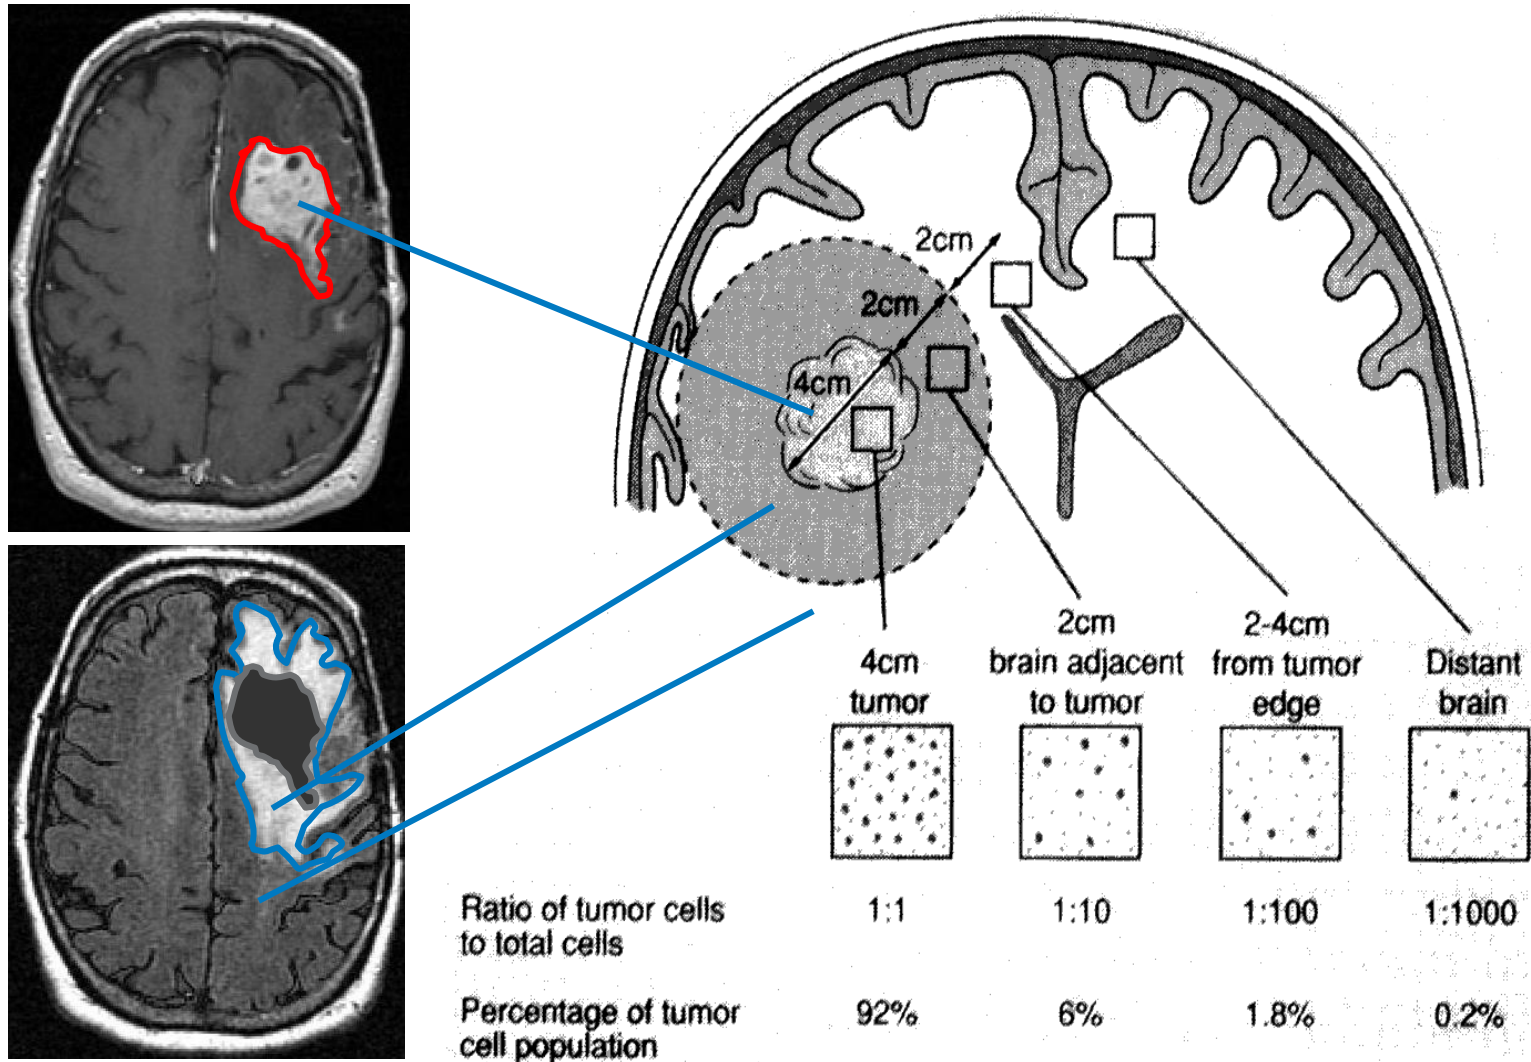 2cm
2cm
4cm
4cm
tumor
2cm
brain adjacent
to tumor
2-4cm
from tumor
edge
Distant
brain
Ratio of tumor cells
to total cells
1:1 1:10 1:100 1:1000
Percentage of tumor
cell population
92% 6% 1.8% 0.2%